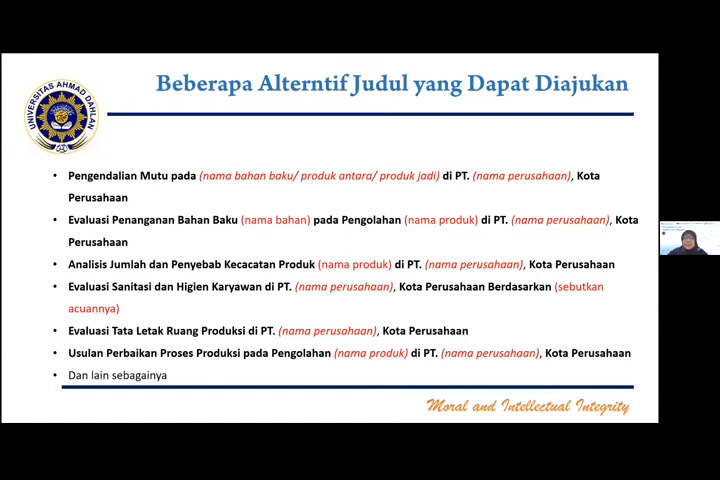 Beberapa Alterntif Judul yang Dapat Diajukan
UNIVERSITAS AHMAD DAHLAN
• Pengendalian Mutu pada (nama bahan baku/ produk antara/ produk jadi) di PT. (nama perusahaan), Kota
Perusahaan
• Evaluasi Penanganan Bahan Baku (nama bahan) pada Pengolahan (nama produk) di PT. (nama perusahaan), Kota
Perusahaan
• Analisis Jumlah dan Penyebab Kecacatan Produk (nama produk) di PT. (nama perusahaan), Kota Perusahaan
• Evaluasi Sanitasi dan Higien Karyawan di PT. (nama perusahaan), Kota Perusahaan Berdasarkan (sebutkan
acuannya)
• Evaluasi Tata Letak Ruang Produksi di PT. (nama perusahaan), Kota Perusahaan
• Usulan Perbaikan Proses Produksi pada Pengolahan (nama produk) di PT. (nama perusahaan), Kota Perusahaan
• Dan lain sebagainya
Moral and Intellectual Integrity